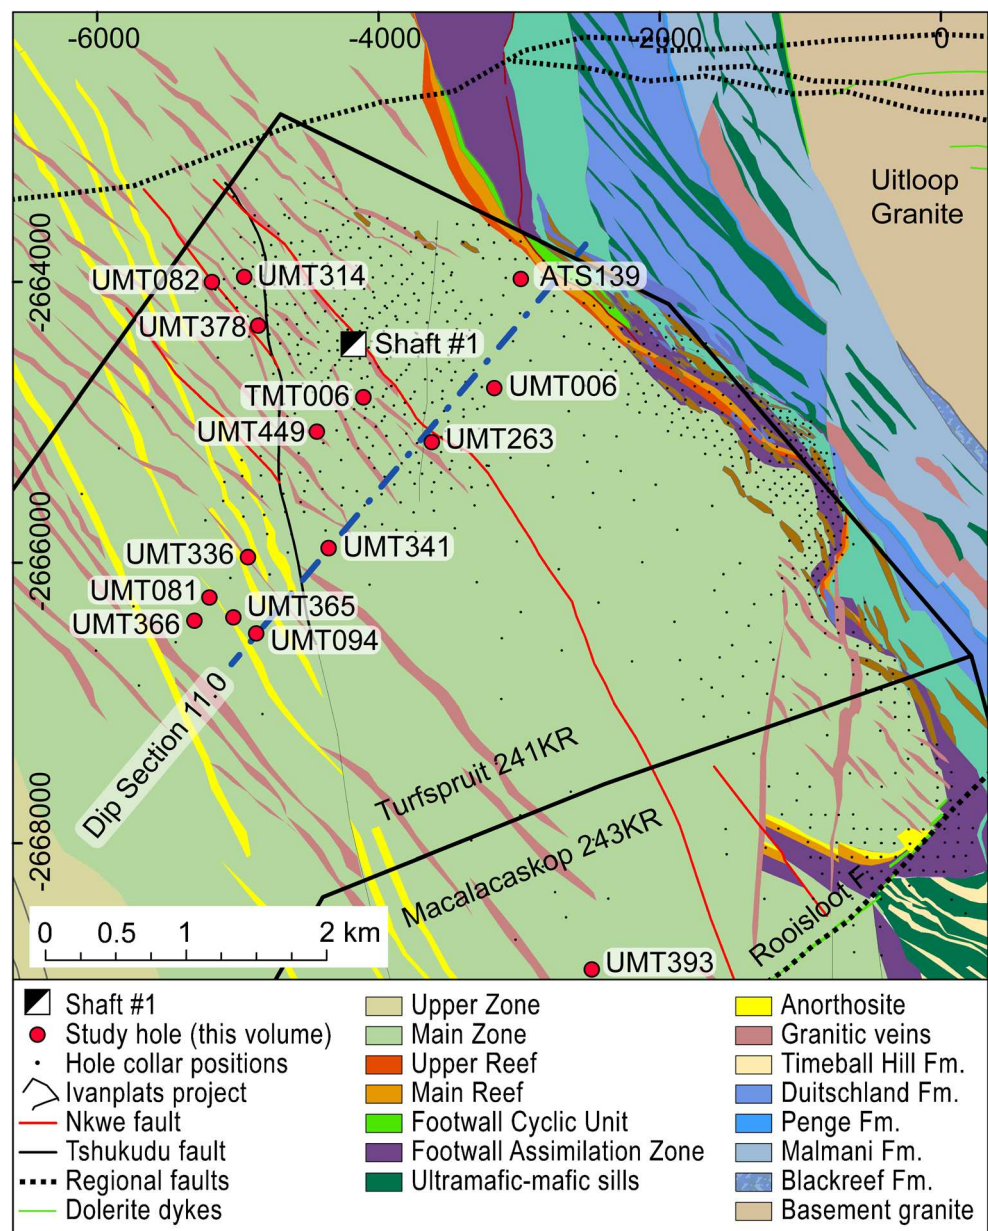 -6000
-4000
-2000
0
Uitloop
Granite
-2664000
UMT082
UMT314
ATS139
UMT378
Shaft #1
TMT006
UMT006
UMT449
UMT263
-2666000
UMT336
UMT341
UMT081
UMT365
UMT366
UMT094
Dip Section 11.0
Turfspruit 241KR
-2668000
Macalacaskop 243KR
Rooisloot F.
0 0.5 1 2 km
UMT393
Shaft #1
Study hole (this volume)
Hole collar positions
Ivanplats project
Nkwe fault
Tshukudu fault
Regional faults
Dolerite dykes
Upper Zone
Main Zone
Upper Reef
Main Reef
Footwall Cyclic Unit
Footwall Assimilation Zone
Ultramafic-mafic sills
Anorthosite
Granitic veins
Timeball Hill Fm.
Duitschland Fm.
Penge Fm.
Malmani Fm.
Blackreef Fm.
Basement granite